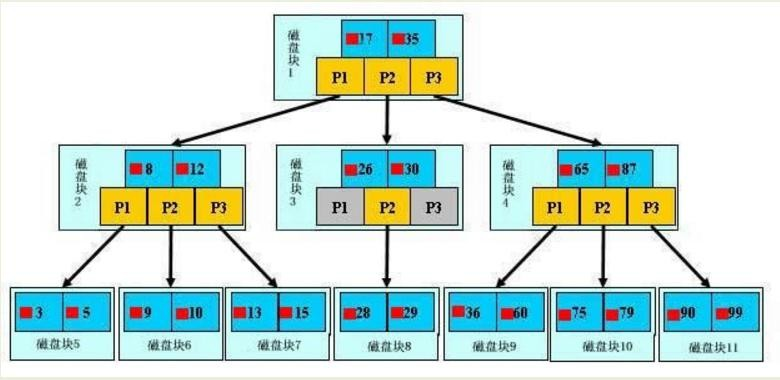 磁盘块1
17 35
P1 P2 P3
磁盘块2
8 12
P1 P2 P3
磁盘块3
26 30
P1 P2 P3
磁盘块4
65 87
P1 P2 P3
3 5
磁盘块5
9 10
磁盘块6
13 15
磁盘块7
28 29
磁盘块8
36 60
磁盘块9
75 79
磁盘块10
90 99
磁盘块11